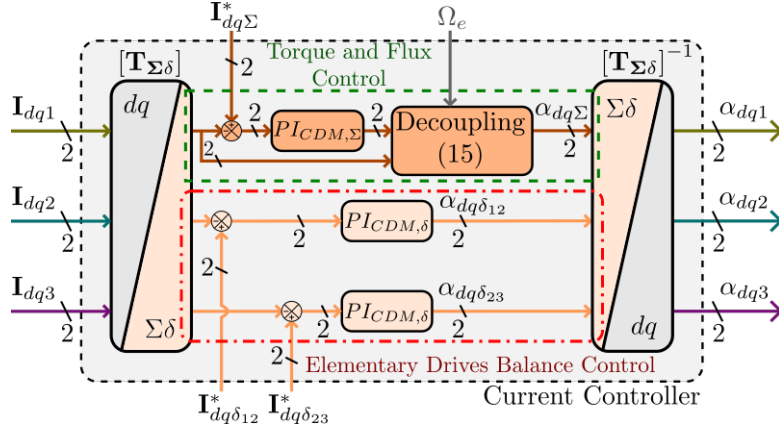 I*dqΣ
Ωe
[TΣδ]
2
Torque and Flux
Control
[TΣδ]⁻¹
Idq1
2
dq
2
2
PICDM,Σ
2
Decoupling
(15)
αdqΣ
2
Σδ
αdq1
2
Idq2
2
2
PICDM,δ
αdqδ12
2
αdq2
2
2
Idq3
2
Σδ
2
PICDM,δ
αdqδ23
2
dq
αdq3
2
2
Elementary Drives Balance Control
I*dqδ12
I*dqδ23
Current Controller